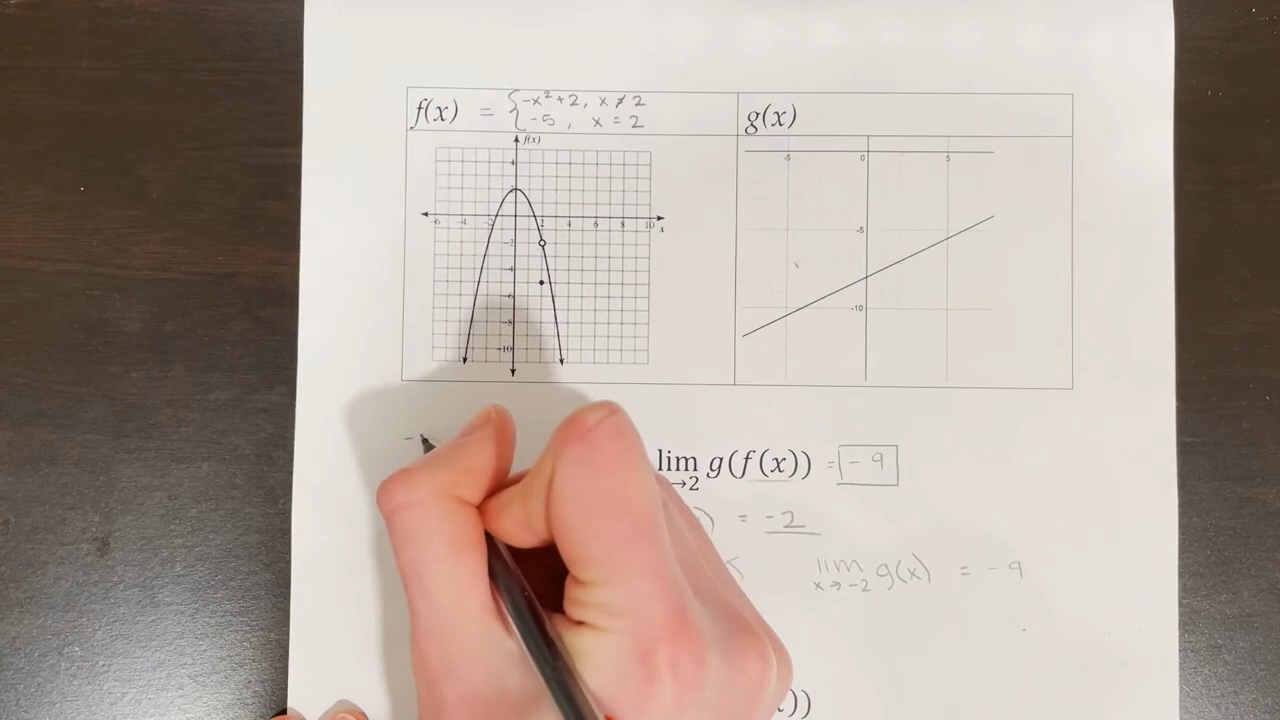 f(x) = { -x² + 2, x ≠ 2
-5, x = 2
g(x)
f(x)
4
2
-6 -4 -2 2 4 6 8 10 x
-2
-4
-6
-8
-10
-5 0 5
-5
-10
-
lim g(f(x)) = -9
→2
) = -2
lim g(x) = -9
x→-2
))